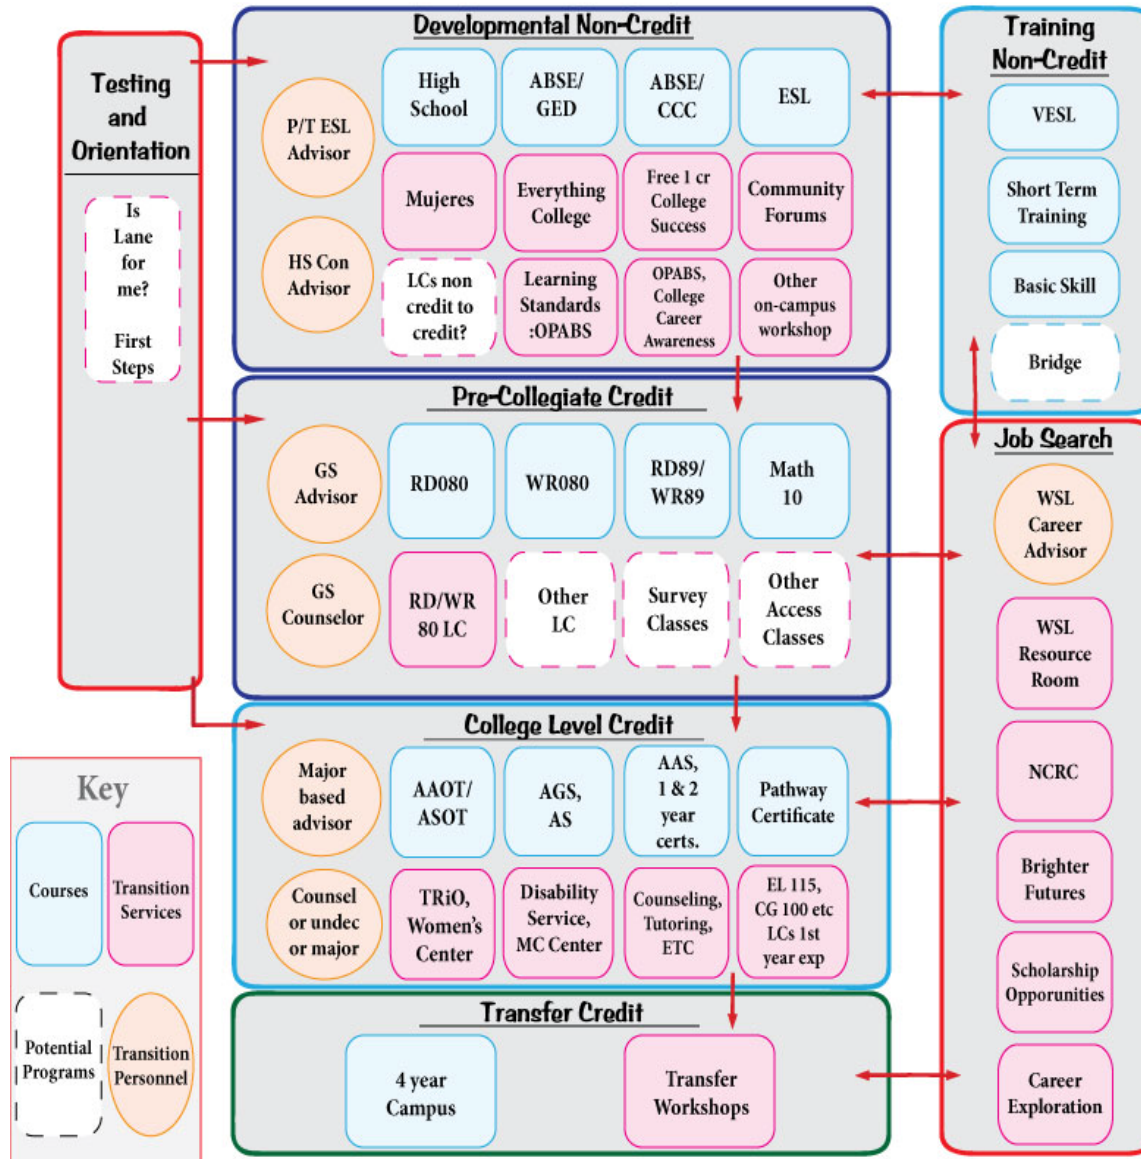 Testing
and
Orientation
Is
Lane
for
me?
First
Steps
Developmental Non-Credit
P/T ESL
Advisor
HS Con
Advisor
High
School
ABSE/
GED
ABSE/
CCC
ESL
Mujeres
Everything
College
Free 1 cr
College
Success
Community
Forums
LCs non
credit to
credit?
Learning
Standards
:OPABS
OPABS,
College
Career
Awareness
Other
on-campus
workshop
Training
Non-Credit
VESL
Short Term
Training
Basic Skill
Bridge
Pre-Collegiate Credit
GS
Advisor
GS
Counselor
RD080
WR080
RD89/
WR89
Math
10
RD/WR
80 LC
Other
LC
Survey
Classes
Other
Access
Classes
Job Search
WSL
Career
Advisor
WSL
Resource
Room
NCRC
Brighter
Futures
Scholarship
Opporunities
Career
Exploration
College Level Credit
Major
based
advisor
Counsel
or undec
or major
AAOT/
ASOT
AGS,
AS
AAS,
1 & 2
year
certs.
Pathway
Certificate
TRiO,
Women's
Center
Disability
Service,
MC Center
Counseling,
Tutoring,
ETC
EL 115,
CG 100 etc
LCs 1st
year exp
Transfer Credit
4 year
Campus
Transfer
Workshops
Key
Courses
Transition
Services
Potential
Programs
Transition
Personnel